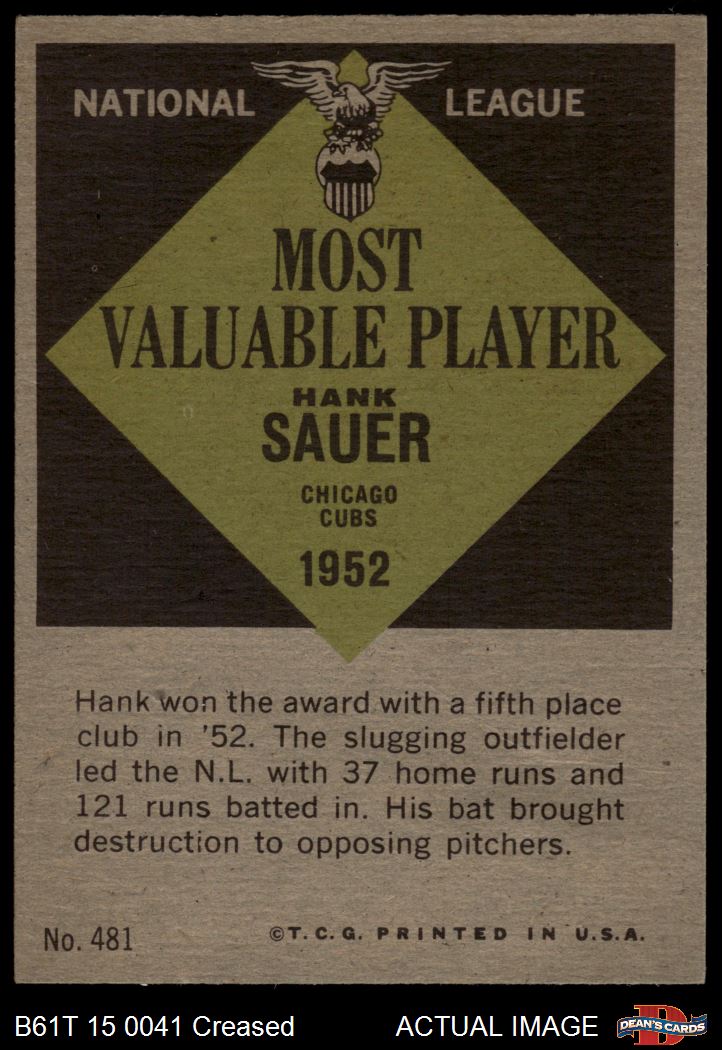 NATIONAL LEAGUE
MOST
VALUABLE PLAYER
HANK
SAUER
CHICAGO
CUBS
1952
Hank won the award with a fifth place
club in '52. The slugging outfielder
led the N.L. with 37 home runs and
121 runs batted in. His bat brought
destruction to opposing pitchers.
No. 481 ©T.C.G. PRINTED IN U.S.A.
B61T 15 0041 Creased ACTUAL IMAGE DEAN'S CARDS